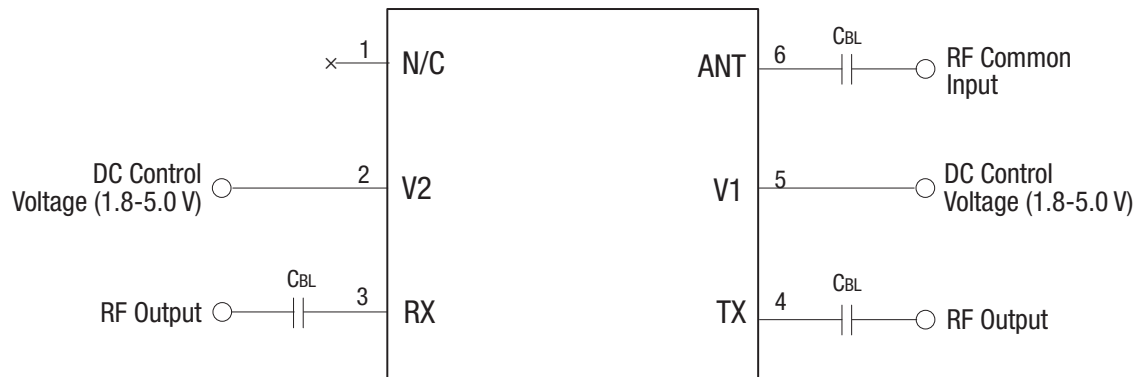 1
N/C
ANT
6
CBL
RF Common
Input
DC Control
Voltage (1.8-5.0 V)
2
V2
V1
5
DC Control
Voltage (1.8-5.0 V)
RF Output
CBL
3
RX
TX
4
CBL
RF Output